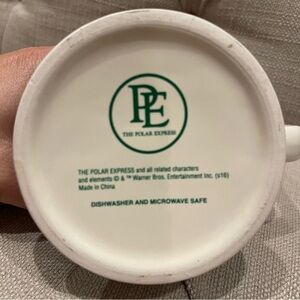 PE
THE POLAR EXPRESS
THE POLAR EXPRESS and all related characters
and elements © & ™ Warner Bros. Entertainment Inc. (s16)
Made in China
DISHWASHER AND MICROWAVE SAFE